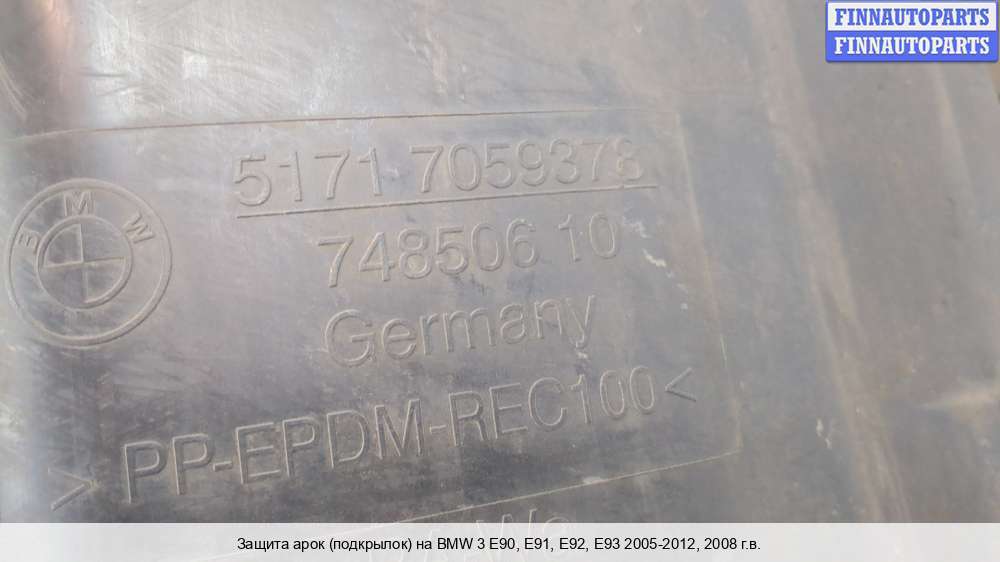 FINNAUTOPARTS
FINNAUTOPARTS
5171 7059378
BMW
748506 10
Germany
> PP-EPDM-REC100 <
Защита арок (подкрылок) на BMW 3 E90, E91, E92, E93 2005-2012, 2008 г.в.